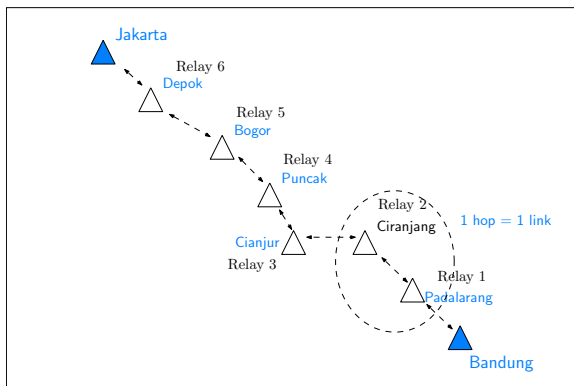 Jakarta
Relay 6
Depok
Relay 5
Bogor
Relay 4
Puncak
Relay 2
Ciranjang
1 hop = 1 link
Cianjur
Relay 3
Relay 1
Padalarang
Bandung